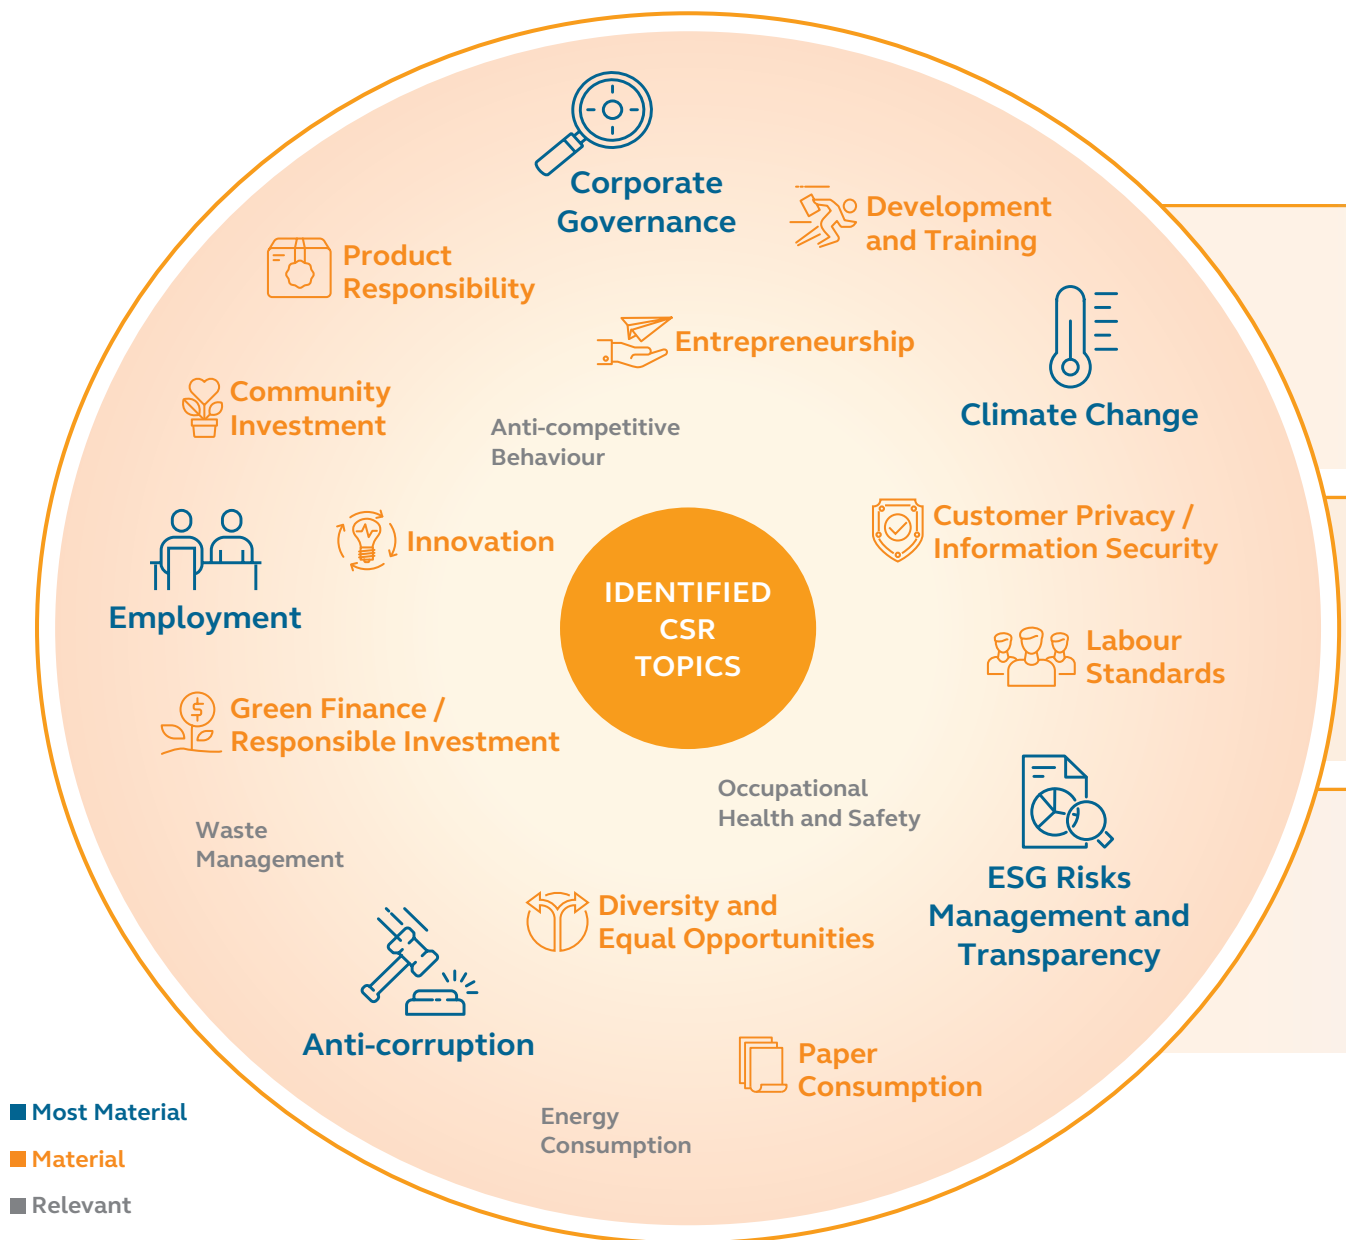 Corporate
Governance
Development
and Training
Product
Responsibility
Entrepreneurship
Climate Change
Community
Investment
Anti-competitive
Behaviour
Customer Privacy /
Information Security
Innovation
Employment
IDENTIFIED
CSR
TOPICS
Labour
Standards
Green Finance /
Responsible Investment
Occupational
Health and Safety
Waste
Management
ESG Risks
Management and
Transparency
Diversity and
Equal Opportunities
Anti-corruption
Paper
Consumption
Energy
Consumption
Most Material
Material
Relevant